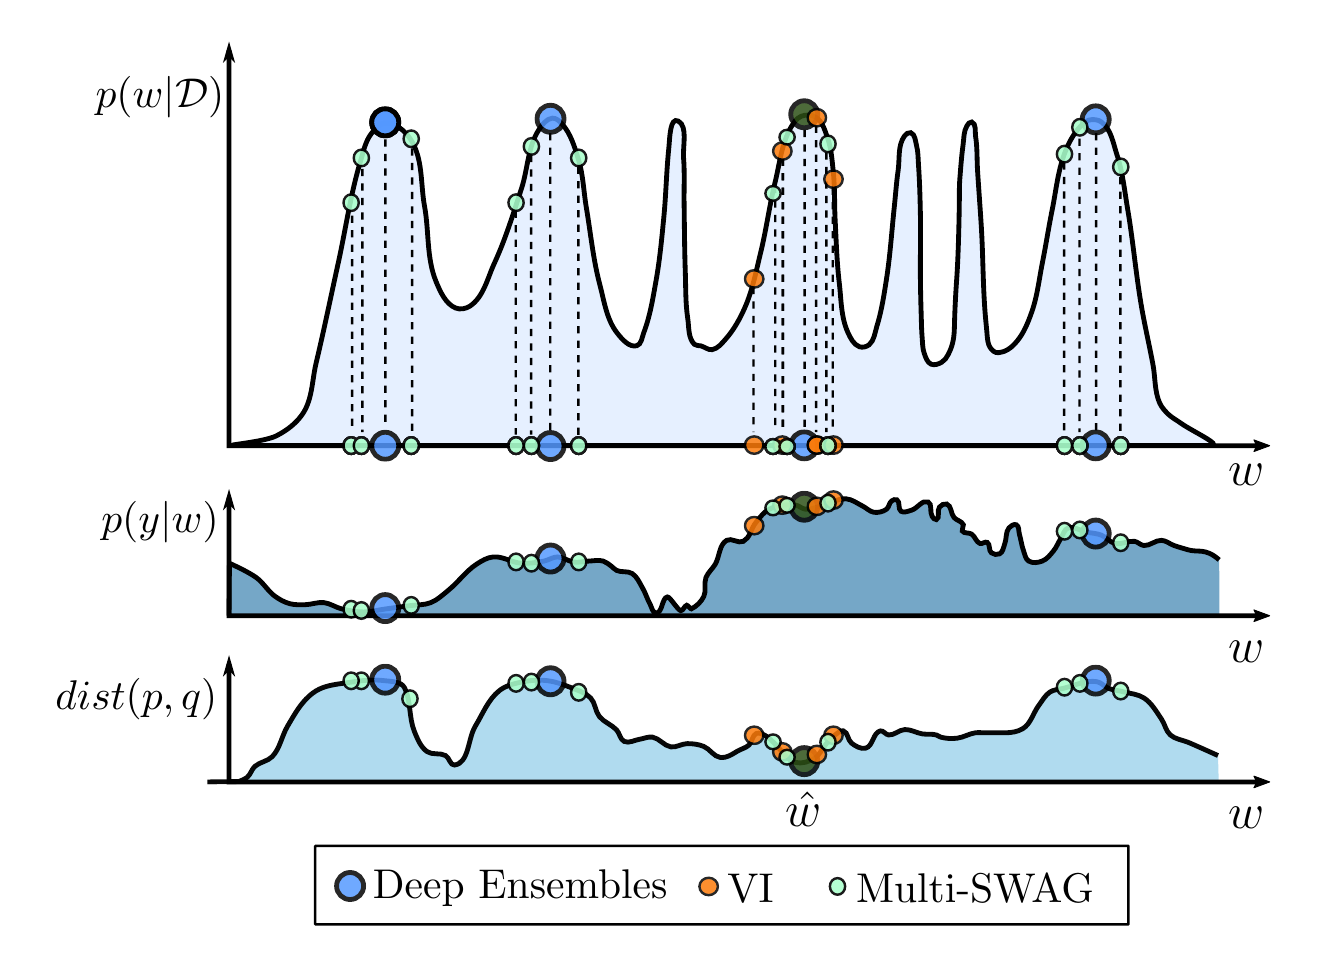 p(w|𝒟)
w
p(y|w)
w
dist(p, q)
ŵ
w
Deep Ensembles VI Multi-SWAG